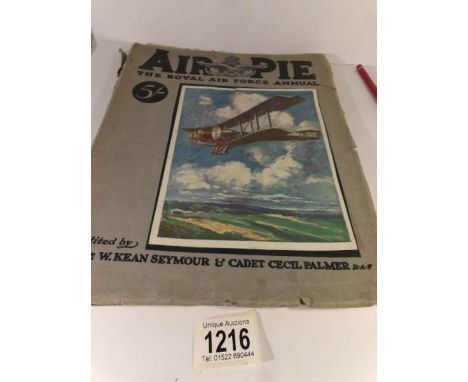 AIR PIE
THE ROYAL AIR FORCE ANNUAL
5/-
dited by
W. KEAN SEYMOUR & CADET CECIL PALMER R.A.F
Unique Auctions
1216
Tel: 01522 690444